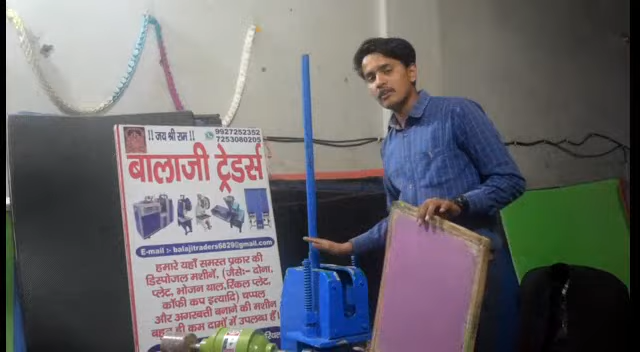 !! जय श्री राम !!
9927252352
7253080205
बालाजी ट्रेडर्स
E-mail :- balajitraders6829@gmail.com
हमारे यहाँ समस्त प्रकार की
डिस्पोजल मशीनें, (जैसेः- दोना,
प्लेट, भोजन थाल, सिंकल प्लेट,
कॉफी कप इत्यादि) चप्पल
और अगरबत्ती बनाने की मशीन
बहुत ही कम दामों में उपलब्ध हैं।